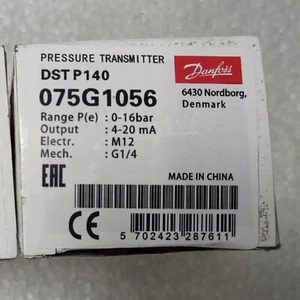 PRESSURE TRANSMITTER
DST P140
075G1056
Range P(e) : 0-16bar
Output : 4-20 mA
Electr. : M12
Mech. : G1/4
Danfoss
6430 Nordborg,
Denmark
EAC
MADE IN CHINA
CE
5 702423 287611